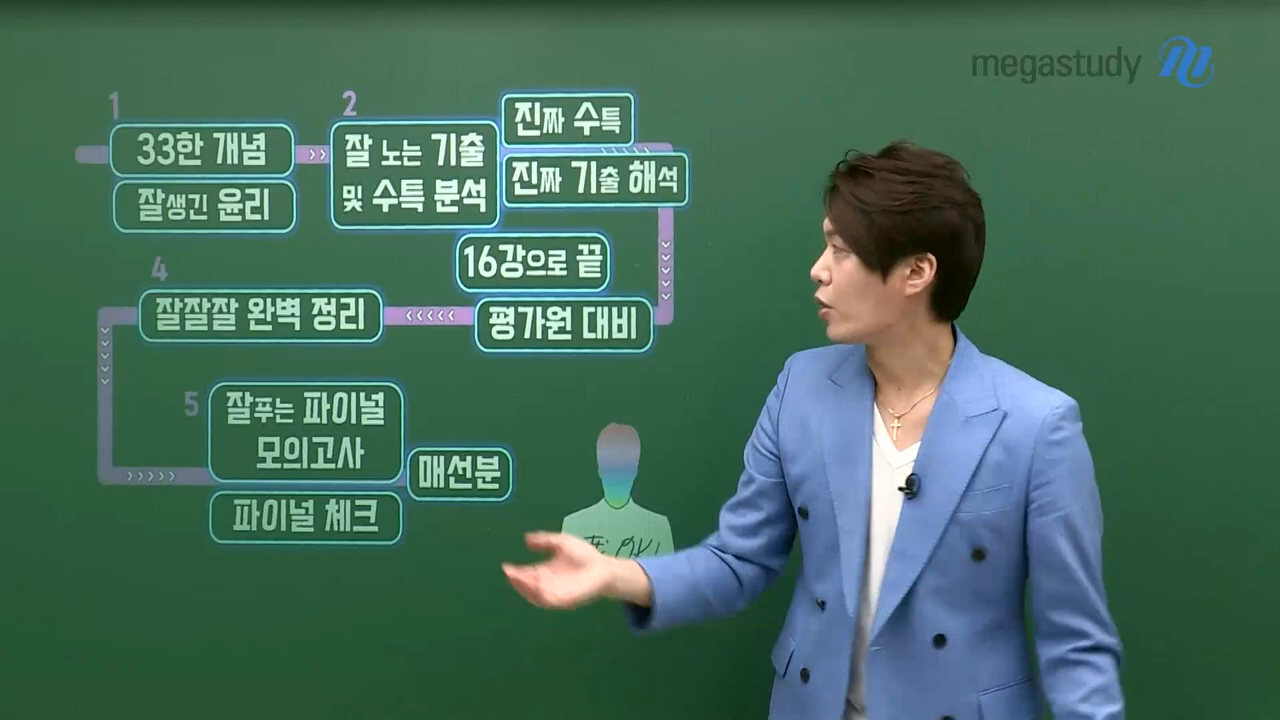 megastudy
1
33한 개념
잘생긴 윤리
2
잘 노는 기출
및 수특 분석
진짜 수특
진짜 기출 해석
16강으로 끝
평가원 대비
4
잘잘잘 완벽 정리
5
잘푸는 파이널
모의고사
매선분
파이널 체크